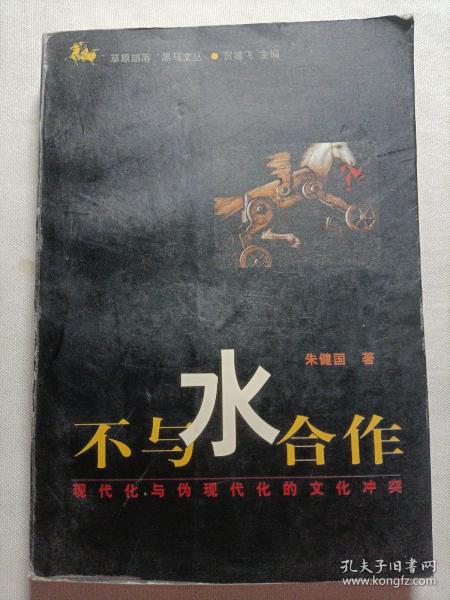 草原部落 黑马文丛 ● 贺雄飞 主编
朱健国 著
不与水合作
现代化与伪现代化的文化冲突
孔夫子旧书网
www.kongfz.com